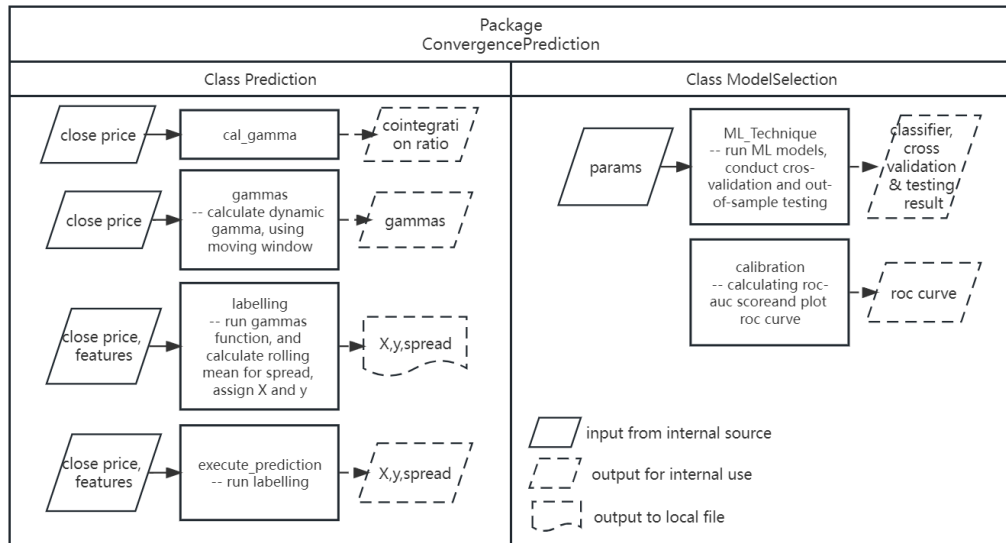 Package
ConvergencePrediction
Class Prediction
close price
cal_gamma
cointegrati
on ratio
close price
gammas
-- calculate dynamic
gamma, using
moving window
gammas
close price,
features
labelling
-- run gammas
function, and
calculate rolling
mean for spread,
assign X and y
X,y,spread
close price,
features
execute_prediction
-- run labelling
X,y,spread
Class ModelSelection
params
ML_Technique
-- run ML models,
conduct cros-
validation and out-
of-sample testing
classifier,
cross
validation
& testing
result
calibration
-- calculating roc-
auc scoreand plot
roc curve
roc curve
input from internal source
output for internal use
output to local file